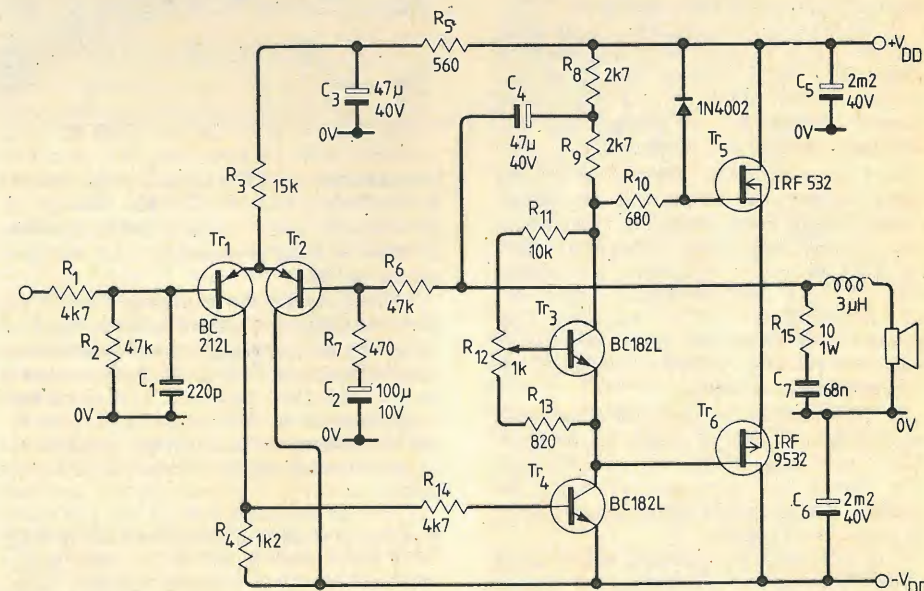 R5
560
+VDD
C3
47µ
40V
0V
R8
2k7
C4
47µ
40V
1N4002
C5
2m2
40V
0V
R9
2k7
Tr5
IRF 532
R3
15k
R10
680
R11
10k
Tr1
Tr2
R1
4k7
R6
47k
3µH
Tr3
BC182L
BC
212L
R2
47k
R7
470
R12
1k
R15
10
1W
C1
220p
C2
100µ
10V
C7
68n
0V
0V
0V
R13
820
Tr6
IRF
9532
Tr4
BC182L
R14
4k7
R4
1k2
C6
2m2
40V
-VDD